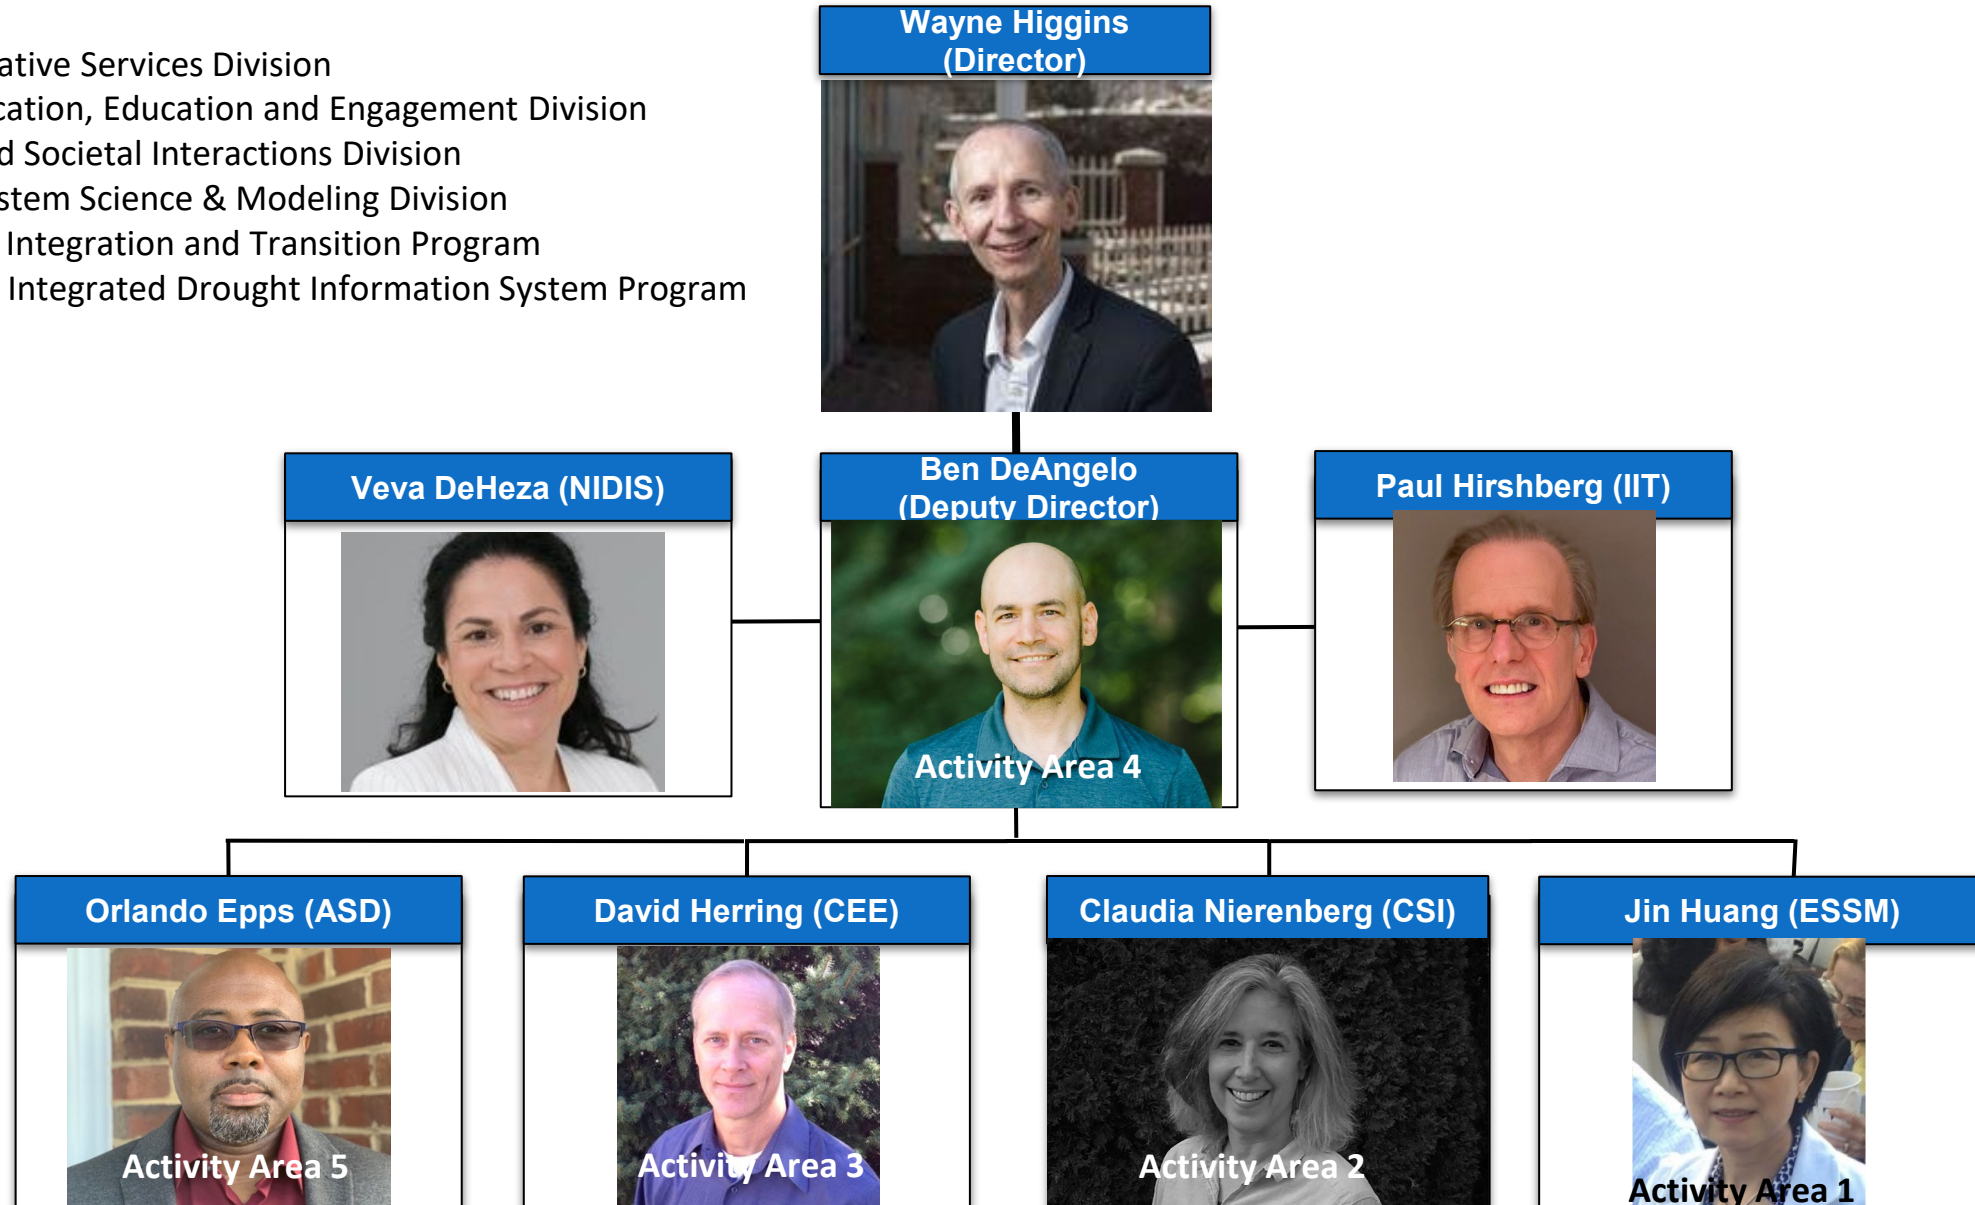 Wayne Higgins
(Director)
ative Services Division
cation, Education and Engagement Division
d Societal Interactions Division
stem Science & Modeling Division
Integration and Transition Program
Integrated Drought Information System Program
Veva DeHeza (NIDIS)
Ben DeAngelo
(Deputy Director)
Paul Hirshberg (IIT)
Activity Area 4
Orlando Epps (ASD)
David Herring (CEE)
Claudia Nierenberg (CSI)
Jin Huang (ESSM)
Activity Area 5
Activity Area 3
Activity Area 2
Activity Area 1